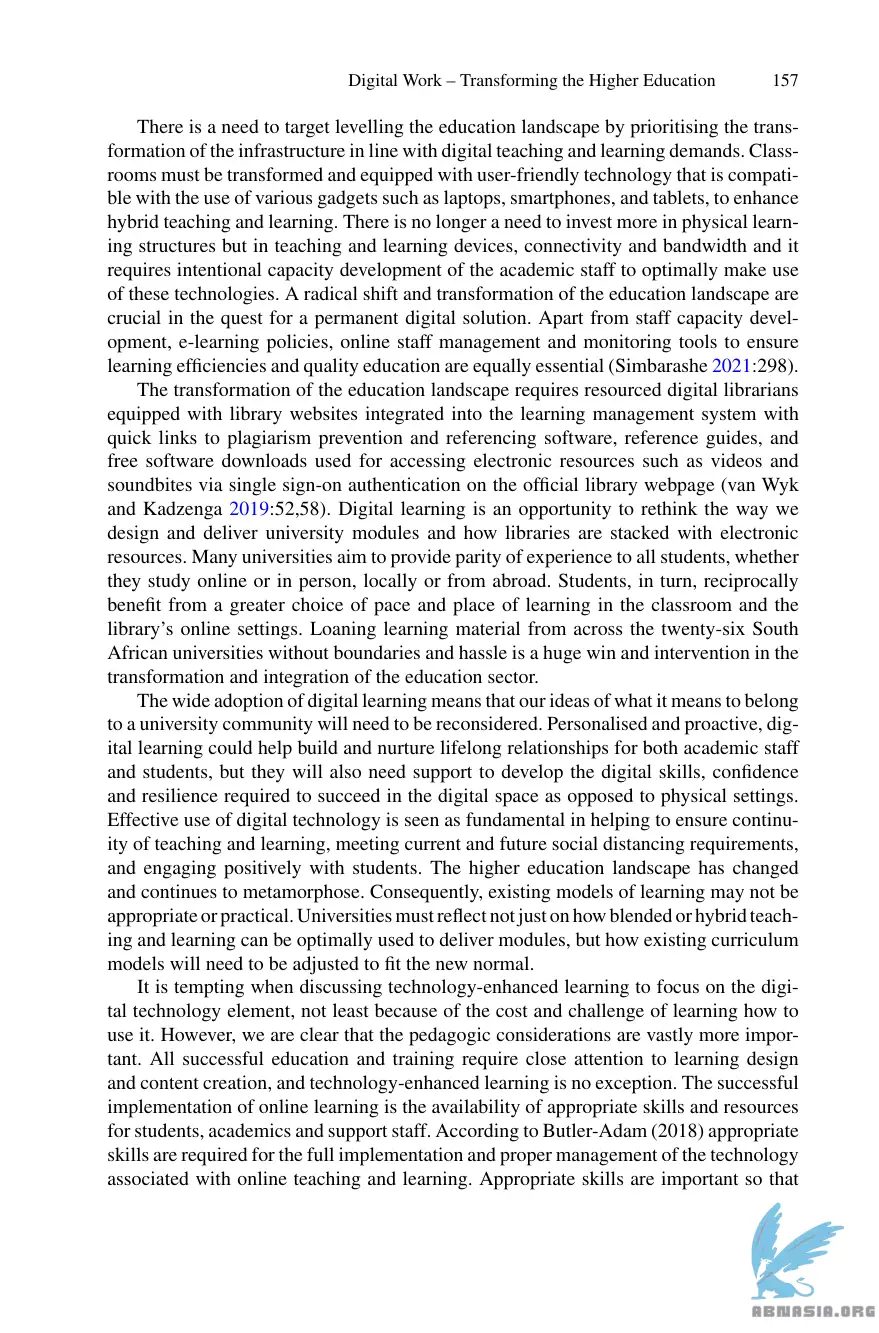 Digital Work – Transforming the Higher Education 157
There is a need to target levelling the education landscape by prioritising the trans-
formation of the infrastructure in line with digital teaching and learning demands. Class-
rooms must be transformed and equipped with user-friendly technology that is compati-
ble with the use of various gadgets such as laptops, smartphones, and tablets, to enhance
hybrid teaching and learning. There is no longer a need to invest more in physical learn-
ing structures but in teaching and learning devices, connectivity and bandwidth and it
requires intentional capacity development of the academic staff to optimally make use
of these technologies. A radical shift and transformation of the education landscape are
crucial in the quest for a permanent digital solution. Apart from staff capacity devel-
opment, e-learning policies, online staff management and monitoring tools to ensure
learning efficiencies and quality education are equally essential (Simbarashe 2021:298).
The transformation of the education landscape requires resourced digital librarians
equipped with library websites integrated into the learning management system with
quick links to plagiarism prevention and referencing software, reference guides, and
free software downloads used for accessing electronic resources such as videos and
soundbites via single sign-on authentication on the official library webpage (van Wyk
and Kadzenga 2019:52,58). Digital learning is an opportunity to rethink the way we
design and deliver university modules and how libraries are stacked with electronic
resources. Many universities aim to provide parity of experience to all students, whether
they study online or in person, locally or from abroad. Students, in turn, reciprocally
benefit from a greater choice of pace and place of learning in the classroom and the
library's online settings. Loaning learning material from across the twenty-six South
African universities without boundaries and hassle is a huge win and intervention in the
transformation and integration of the education sector.
The wide adoption of digital learning means that our ideas of what it means to belong
to a university community will need to be reconsidered. Personalised and proactive, dig-
ital learning could help build and nurture lifelong relationships for both academic staff
and students, but they will also need support to develop the digital skills, confidence
and resilience required to succeed in the digital space as opposed to physical settings.
Effective use of digital technology is seen as fundamental in helping to ensure continu-
ity of teaching and learning, meeting current and future social distancing requirements,
and engaging positively with students. The higher education landscape has changed
and continues to metamorphose. Consequently, existing models of learning may not be
appropriate or practical. Universities must reflect not just on how blended or hybrid teach-
ing and learning can be optimally used to deliver modules, but how existing curriculum
models will need to be adjusted to fit the new normal.
It is tempting when discussing technology-enhanced learning to focus on the digi-
tal technology element, not least because of the cost and challenge of learning how to
use it. However, we are clear that the pedagogic considerations are vastly more impor-
tant. All successful education and training require close attention to learning design
and content creation, and technology-enhanced learning is no exception. The successful
implementation of online learning is the availability of appropriate skills and resources
for students, academics and support staff. According to Butler-Adam (2018) appropriate
skills are required for the full implementation and proper management of the technology
associated with online teaching and learning. Appropriate skills are important so that
ABNASIA.ORG